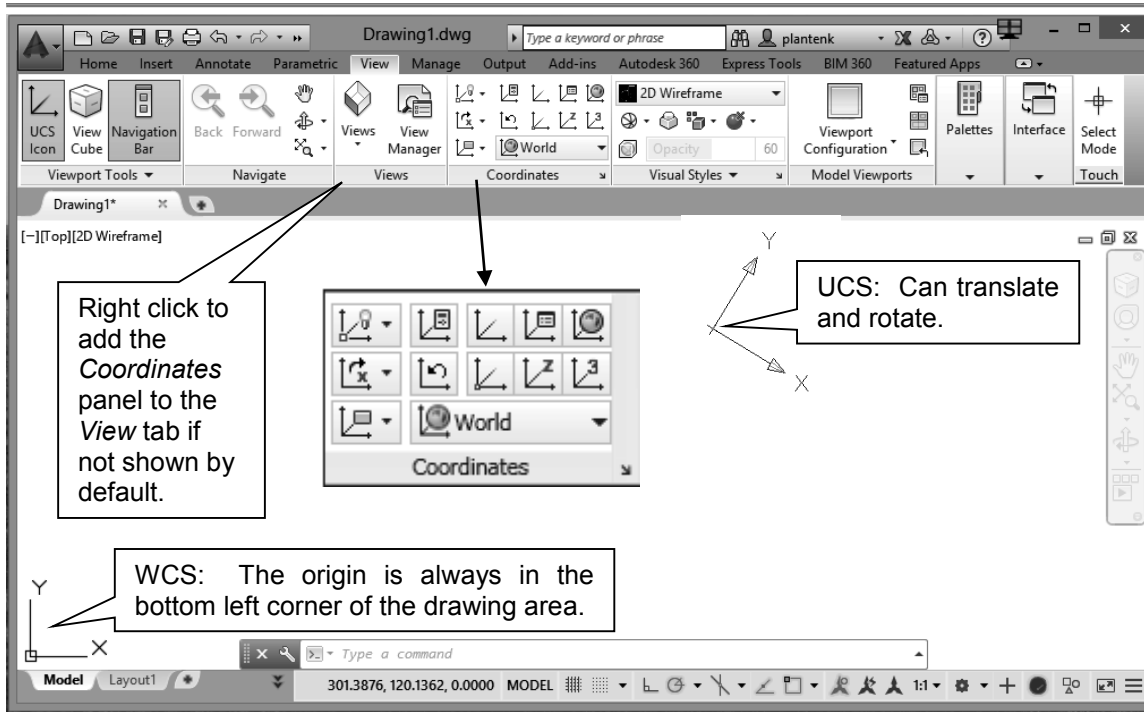 Drawing1.dwg
Type a keyword or phrase
plantenk
Home Insert Annotate Parametric View Manage Output Add-ins Autodesk 360 Express Tools BIM 360 Featured Apps
UCS Icon
View Cube
Navigation Bar
Back Forward
Views
View Manager
World
2D Wireframe
Opacity 60
Viewport Configuration
Palettes
Interface
Select Mode
Viewport Tools Navigate Views Coordinates Visual Styles Model Viewports Touch
Drawing1*
[−][Top][2D Wireframe]
Right click to
add the
Coordinates
panel to the
View tab if
not shown by
default.
World
Coordinates
Y
X
UCS: Can translate
and rotate.
WCS: The origin is always in the
bottom left corner of the drawing area.
Y
X
Type a command
Model Layout1
301.3876, 120.1362, 0.0000 MODEL 1:1